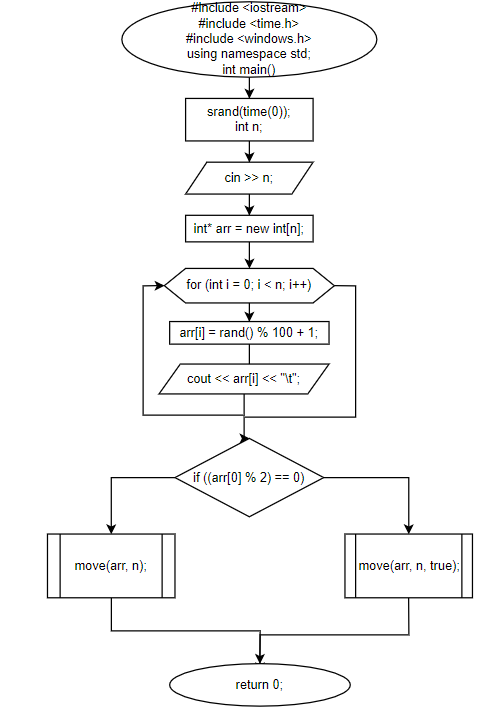 #include <iostream>
#include <time.h>
#include <windows.h>
using namespace std;
int main()
srand(time(0));
int n;
cin >> n;
int* arr = new int[n];
for (int i = 0; i < n; i++)
arr[i] = rand() % 100 + 1;
cout << arr[i] << "\t";
if ((arr[0] % 2) == 0)
move(arr, n);
move(arr, n, true);
return 0;